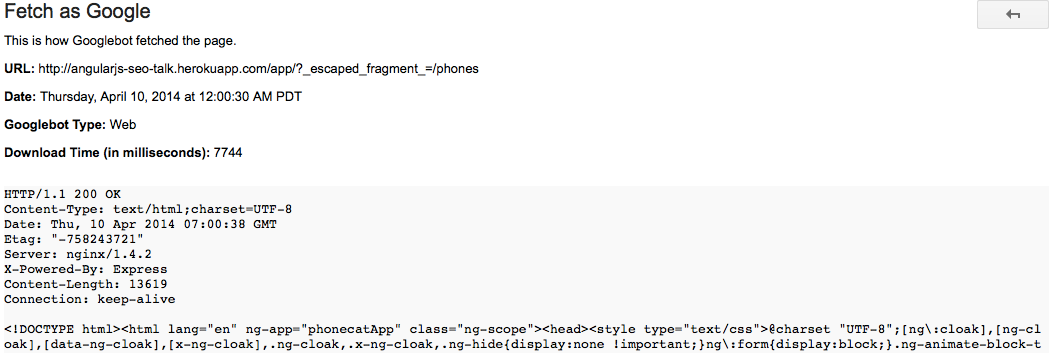 Fetch as Google
This is how Googlebot fetched the page.
URL: http://angularjs-seo-talk.herokuapp.com/app/?_escaped_fragment_=/phones
Date: Thursday, April 10, 2014 at 12:00:30 AM PDT
Googlebot Type: Web
Download Time (in milliseconds): 7744
HTTP/1.1 200 OK
Content-Type: text/html;charset=UTF-8
Date: Thu, 10 Apr 2014 07:00:38 GMT
Etag: "-758243721"
Server: nginx/1.4.2
X-Powered-By: Express
Content-Length: 13619
Connection: keep-alive
<!DOCTYPE html><html lang="en" ng-app="phonecatApp" class="ng-scope"><head><style type="text/css">@charset "UTF-8";[ng\:cloak],[ng-cl
oak],[data-ng-cloak],[x-ng-cloak],.ng-cloak,.x-ng-cloak,.ng-hide{display:none !important;}ng\:form{display:block;}.ng-animate-block-t